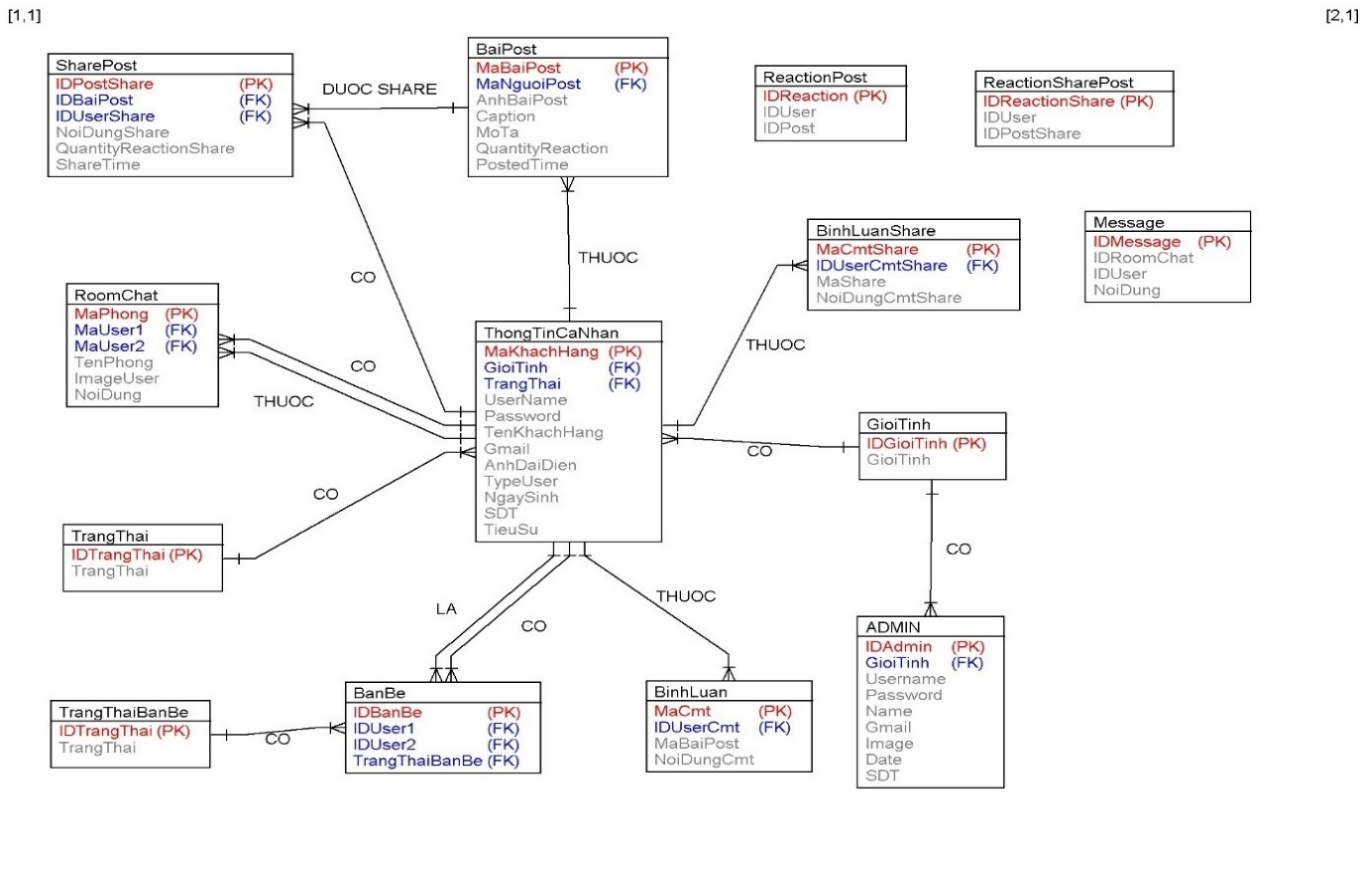 [1,1]
[2,1]
SharePost
IDPostShare (PK)
IDBaiPost (FK)
IDUserShare (FK)
NoiDungShare
QuantityReactionShare
ShareTime
DUOC SHARE
BaiPost
MaBaiPost (PK)
MaNguoiPost (FK)
AnhBaiPost
Caption
MoTa
QuantityReaction
PostedTime
ReactionPost
IDReaction (PK)
IDUser
IDPost
ReactionSharePost
IDReactionShare (PK)
IDUser
IDPostShare
CO
THUOC
BinhLuanShare
MaCmtShare (PK)
IDUserCmtShare (FK)
MaShare
NoiDungCmtShare
Message
IDMessage (PK)
IDRoomChat
IDUser
NoiDung
RoomChat
MaPhong (PK)
MaUser1 (FK)
MaUser2 (FK)
TenPhong
ImageUser
NoiDung
CO
THUOC
ThongTinCaNhan
MaKhachHang (PK)
GioiTinh (FK)
TrangThai (FK)
UserName
Password
TenKhachHang
Gmail
AnhDaiDien
TypeUser
NgaySinh
SDT
TieuSu
THUOC
CO
GioiTinh
IDGioiTinh (PK)
GioiTinh
CO
TrangThai
IDTrangThai (PK)
TrangThai
CO
LA
CO
THUOC
ADMIN
IDAdmin (PK)
GioiTinh (FK)
Username
Password
Name
Gmail
Image
Date
SDT
TrangThaiBanBe
IDTrangThai (PK)
TrangThai
CO
BanBe
IDBanBe (PK)
IDUser1 (FK)
IDUser2 (FK)
TrangThaiBanBe (FK)
BinhLuan
MaCmt (PK)
IDUserCmt (FK)
MaBaiPost
NoiDungCmt